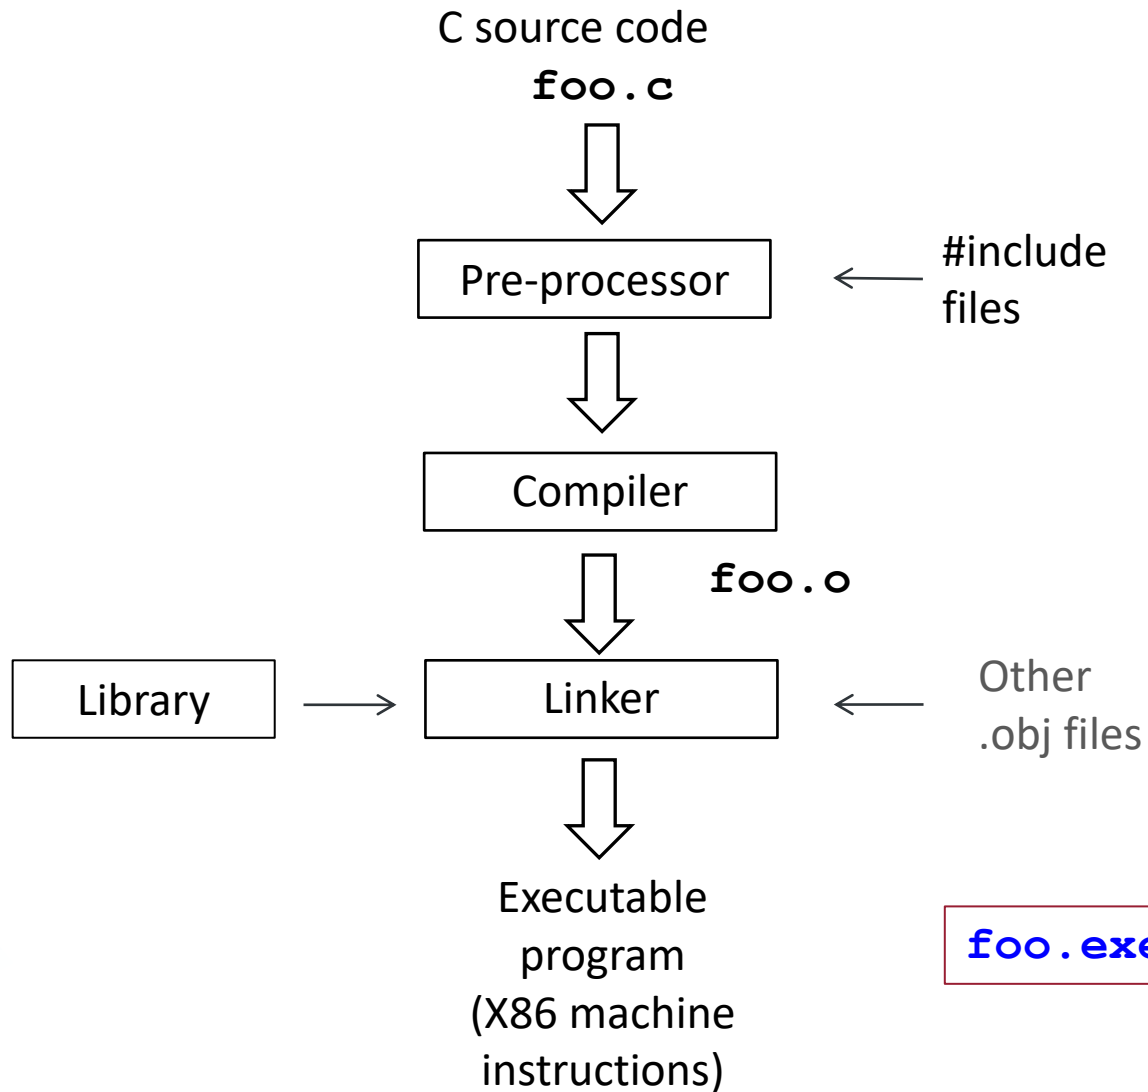 C source code
foo.c
Pre-processor
#include
files
Compiler
foo.o
Library
Linker
Other
.obj files
Executable
program
(X86 machine
instructions)
foo.exe